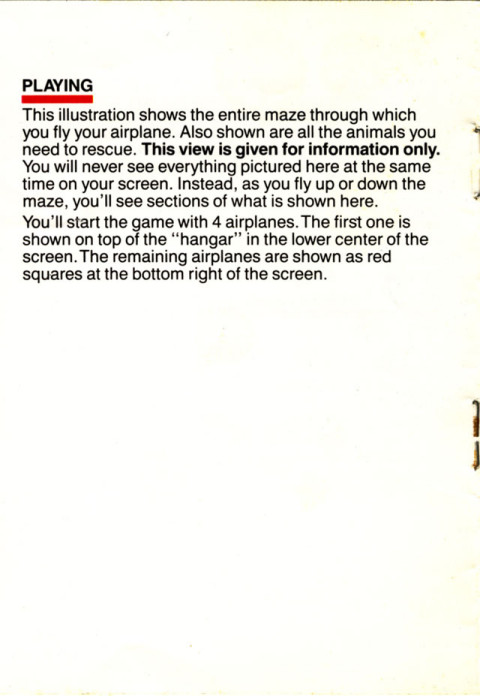 PLAYING
This illustration shows the entire maze through which
you fly your airplane. Also shown are all the animals you
need to rescue. This view is given for information only.
You will never see everything pictured here at the same
time on your screen. Instead, as you fly up or down the
maze, you'll see sections of what is shown here.
You'll start the game with 4 airplanes. The first one is
shown on top of the "hangar" in the lower center of the
screen. The remaining airplanes are shown as red
squares at the bottom right of the screen.